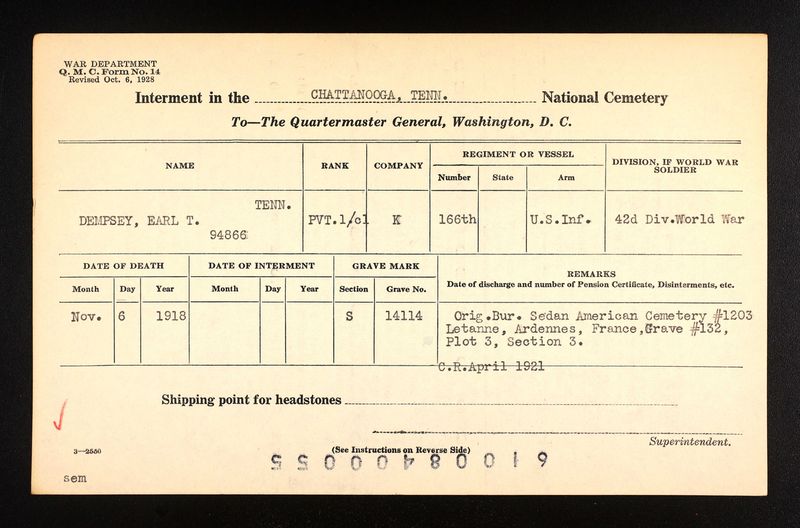 WAR DEPARTMENT
Q. M. C. Form No. 14
Revised Oct. 6, 1928
Interment in the CHATTANOOGA, TENN. National Cemetery
To—The Quartermaster General, Washington, D. C.
NAME RANK COMPANY REGIMENT OR VESSEL DIVISION, IF WORLD WAR SOLDIER
Number State Arm
TENN.
DEMPSEY, EARL T. PVT.1/cl K 166th U.S.Inf. 42d Div.World War
94866
DATE OF DEATH DATE OF INTERMENT GRAVE MARK REMARKS
Month Day Year Month Day Year Section Grave No. Date of discharge and number of Pension Certificate, Disinterments, etc.
Nov. 6 1918 S 14114 Orig.Bur. Sedan American Cemetery #1203
Letanne, Ardennes, France,Grave #132,
Plot 3, Section 3.
C.R.April 1921
Shipping point for headstones
Superintendent.
3—2550
(See Instructions on Reverse Side)
sem